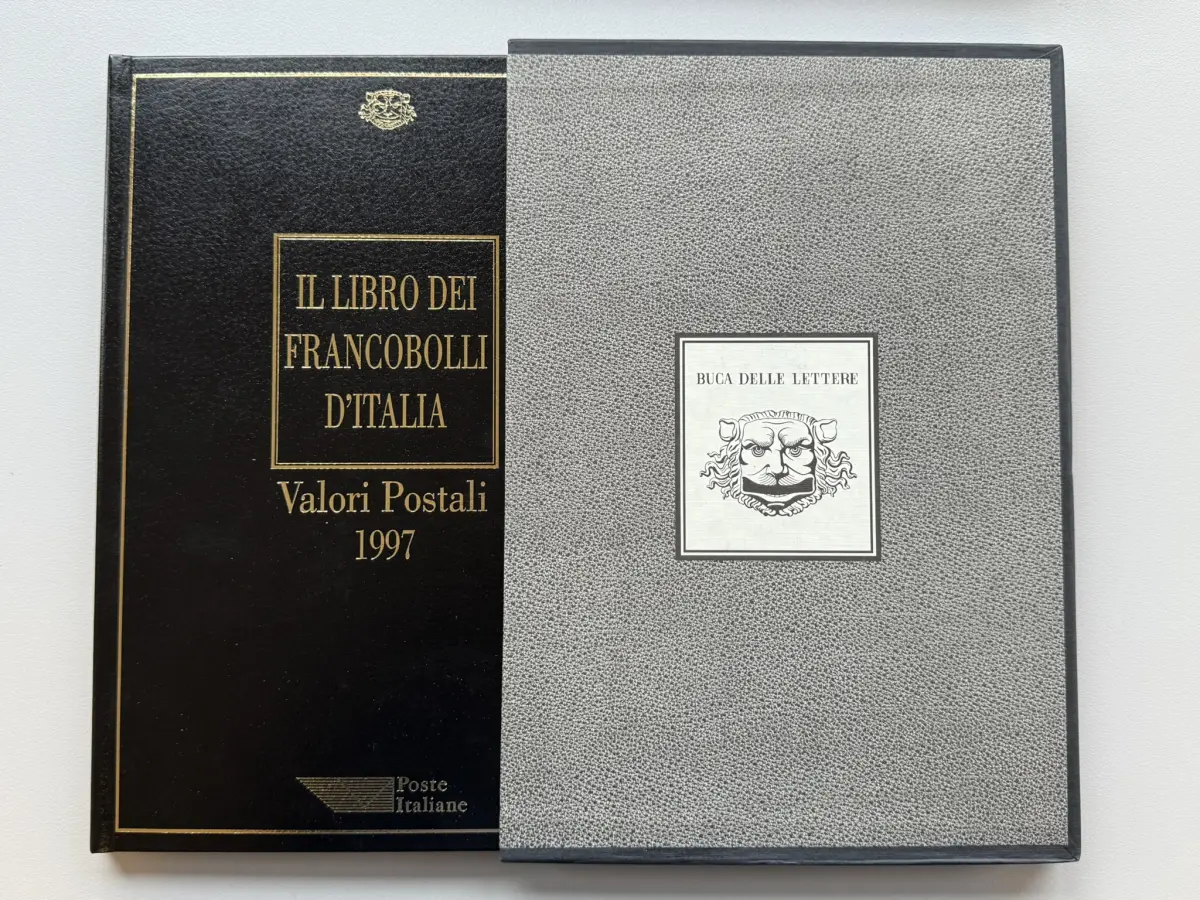 IL LIBRO DEI
FRANCOBOLLI
D'ITALIA
Valori Postali
1997
Poste
Italiane
BUCA DELLE LETTERE